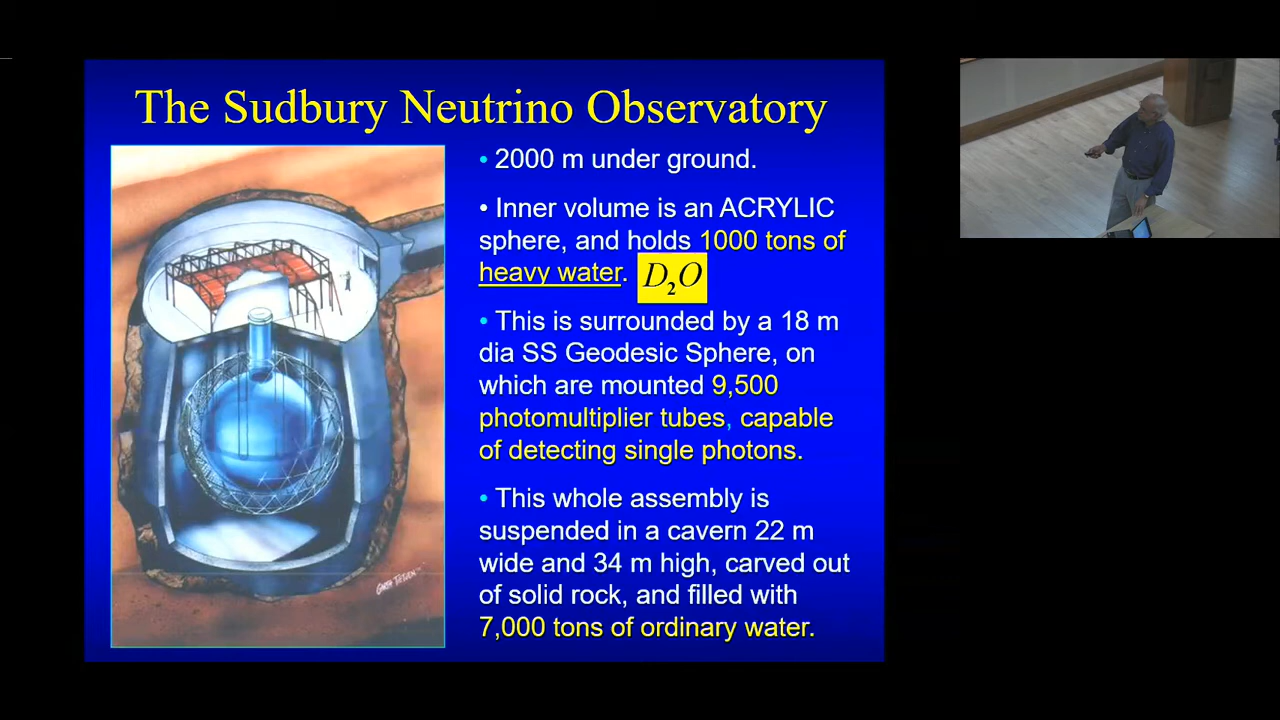 The Sudbury Neutrino Observatory
• 2000 m under ground.
• Inner volume is an ACRYLIC
sphere, and holds 1000 tons of
heavy water. D₂O
• This is surrounded by a 18 m
dia SS Geodesic Sphere, on
which are mounted 9,500
photomultiplier tubes, capable
of detecting single photons.
• This whole assembly is
suspended in a cavern 22 m
wide and 34 m high, carved out
of solid rock, and filled with
7,000 tons of ordinary water.